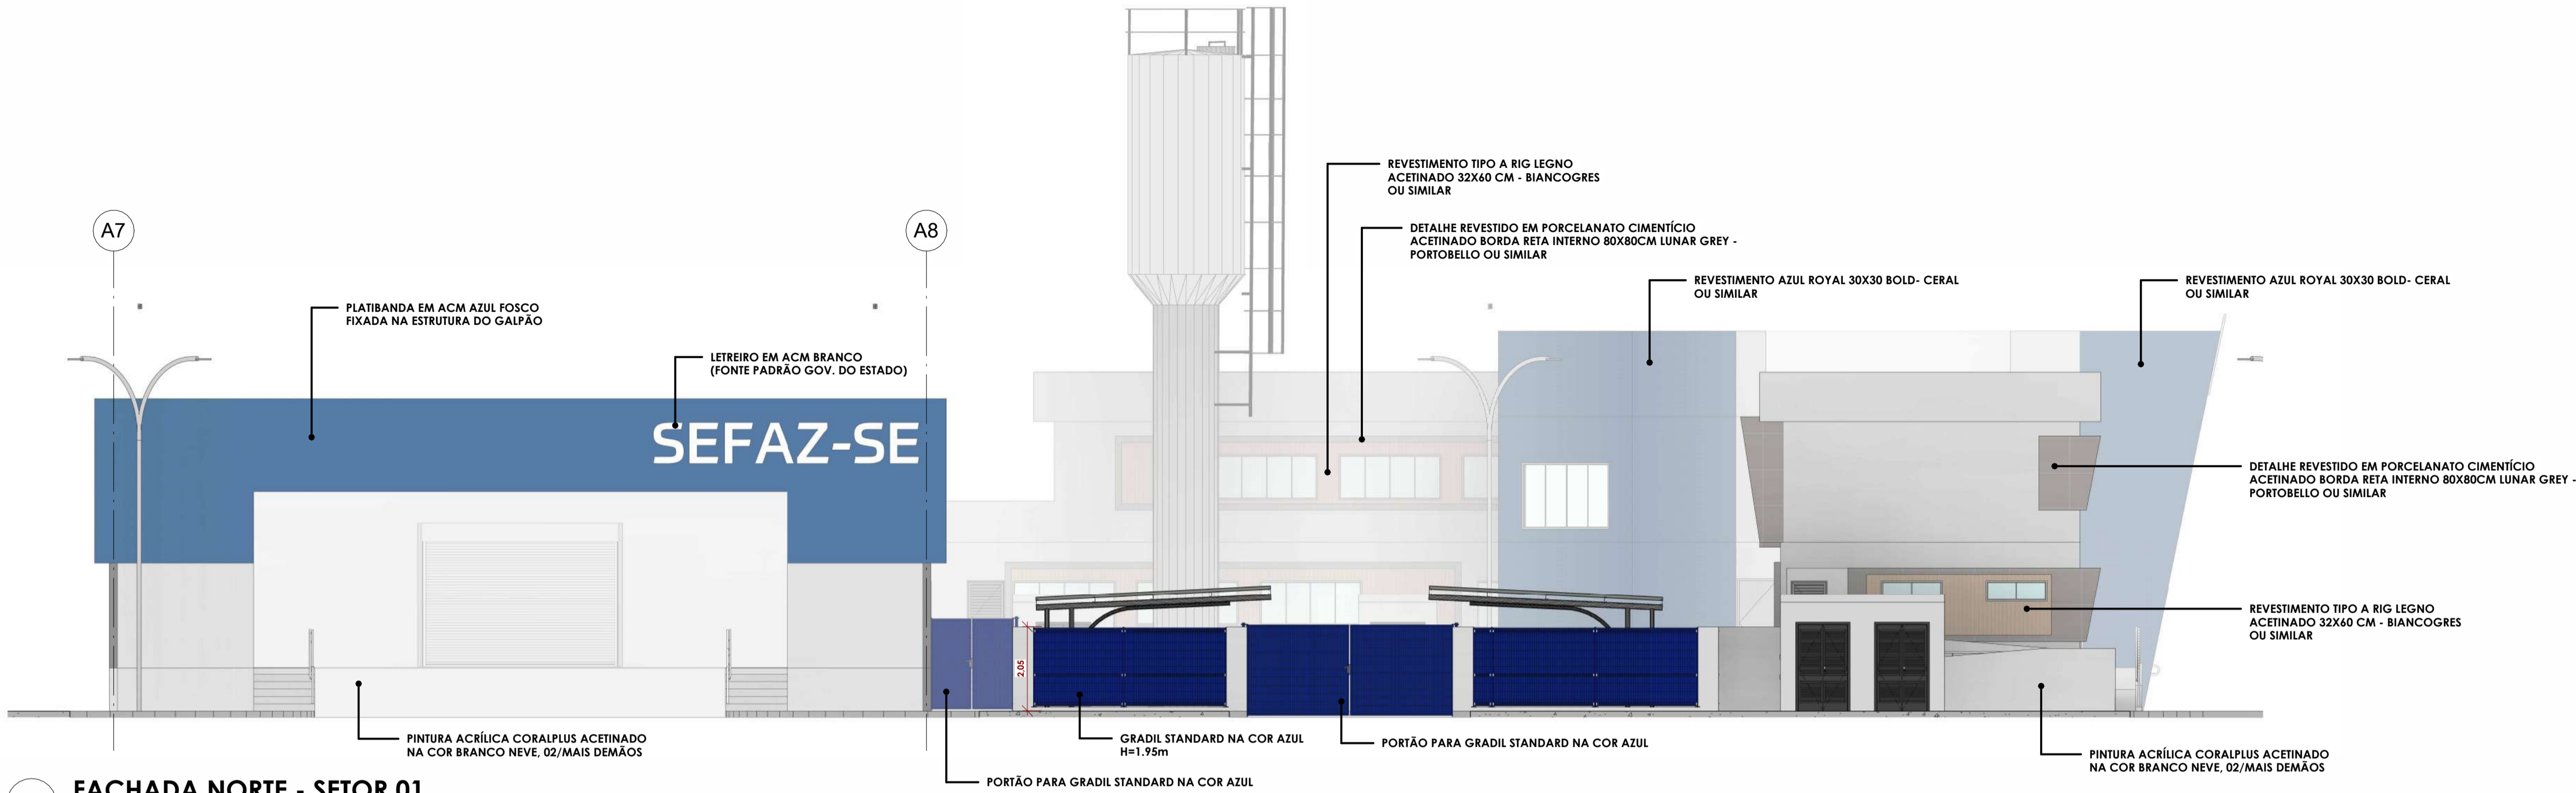 REVESTIMENTO TIPO A RIG LEGNO
ACETINADO 32X60 CM - BIANCOGRES
OU SIMILAR
A7
A8
DETALHE REVESTIDO EM PORCELANATO CIMENTÍCIO
ACETINADO BORDA RETA INTERNO 80X80CM LUNAR GREY -
PORTOBELLO OU SIMILAR
REVESTIMENTO AZUL ROYAL 30X30 BOLD- CERAL
OU SIMILAR
REVESTIMENTO AZUL ROYAL 30X30 BOLD- CERAL
OU SIMILAR
PLATIBANDA EM ACM AZUL FOSCO
FIXADA NA ESTRUTURA DO GALPÃO
LETREIRO EM ACM BRANCO
(FONTE PADRÃO GOV. DO ESTADO)
SEFAZ-SE
DETALHE REVESTIDO EM PORCELANATO CIMENTÍCIO
ACETINADO BORDA RETA INTERNO 80X80CM LUNAR GREY -
PORTOBELLO OU SIMILAR
REVESTIMENTO TIPO A RIG LEGNO
ACETINADO 32X60 CM - BIANCOGRES
OU SIMILAR
2,05
PINTURA ACRÍLICA CORALPLUS ACETINADO
NA COR BRANCO NEVE, 02/MAIS DEMÃOS
GRADIL STANDARD NA COR AZUL
H=1.95m
PORTÃO PARA GRADIL STANDARD NA COR AZUL
PINTURA ACRÍLICA CORALPLUS ACETINADO
NA COR BRANCO NEVE, 02/MAIS DEMÃOS
PORTÃO PARA GRADIL STANDARD NA COR AZUL
FACHADA NORTE - SETOR 01